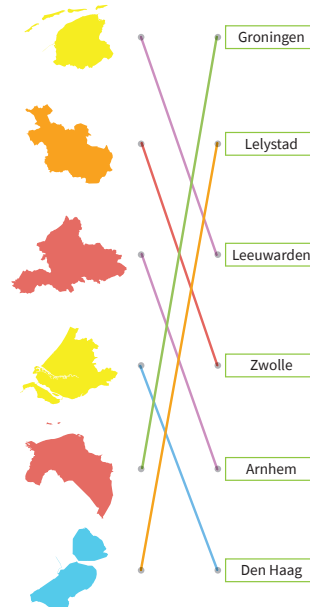 Groningen
Lelystad
Leeuwarden
Zwolle
Arnhem
Den Haag